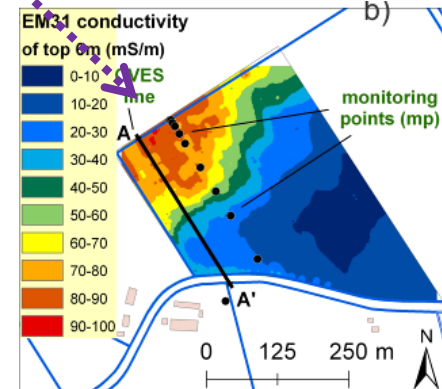 b)
EM31 conductivity
of top 6m (mS/m)
0-10
10-20
20-30
30-40
40-50
50-60
60-70
70-80
80-90
90-100
line
A
monitoring
points (mp)
A'
0 125 250 m
N